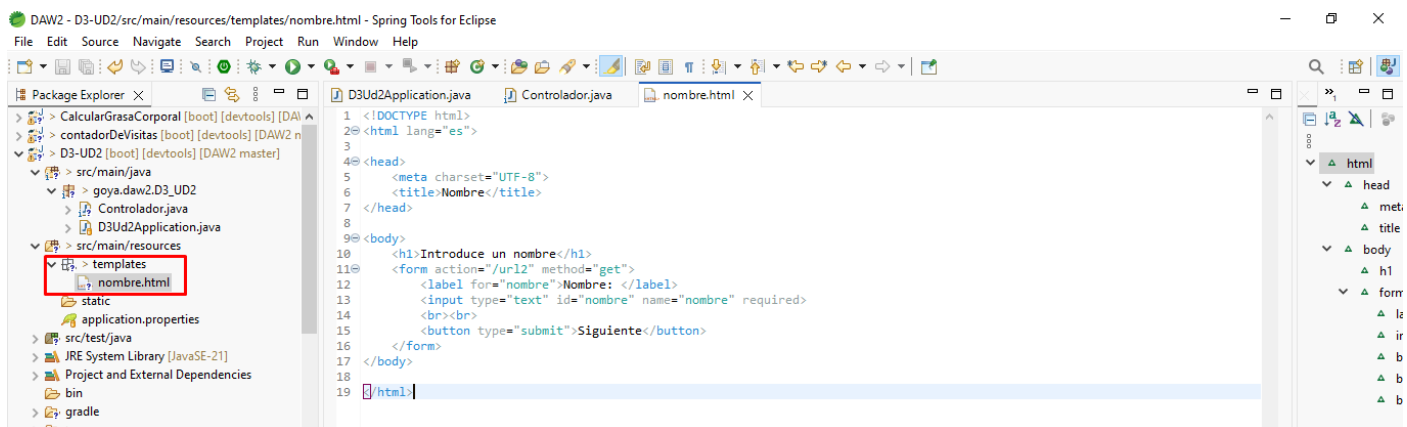 DAW2 - D3-UD2/src/main/resources/templates/nombre.html - Spring Tools for Eclipse
File Edit Source Navigate Search Project Run Window Help
Package Explorer
> CalcularGrasaCorporal [boot] [devtools] [DAW
> contadorDeVisitas [boot] [devtools] [DAW2 n
> D3-UD2 [boot] [devtools] [DAW2 master]
> src/main/java
> goya.daw2.D3_UD2
> Controlador.java
> D3Ud2Application.java
> src/main/resources
> templates
nombre.html
static
application.properties
src/test/java
JRE System Library [JavaSE-21]
Project and External Dependencies
bin
gradle
D3Ud2Application.java Controlador.java nombre.html
1 <!DOCTYPE html>
2 <html lang="es">
3
4 <head>
5 <meta charset="UTF-8">
6 <title>Nombre</title>
7 </head>
8
9 <body>
10 <h1>Introduce un nombre</h1>
11 <form action="/url2" method="get">
12 <label for="nombre">Nombre: </label>
13 <input type="text" id="nombre" name="nombre" required>
14 <br><br>
15 <button type="submit">Siguiente</button>
16 </form>
17 </body>
18
19 </html>
html
head
meta
title
body
h1
form
la
in
b
b
b